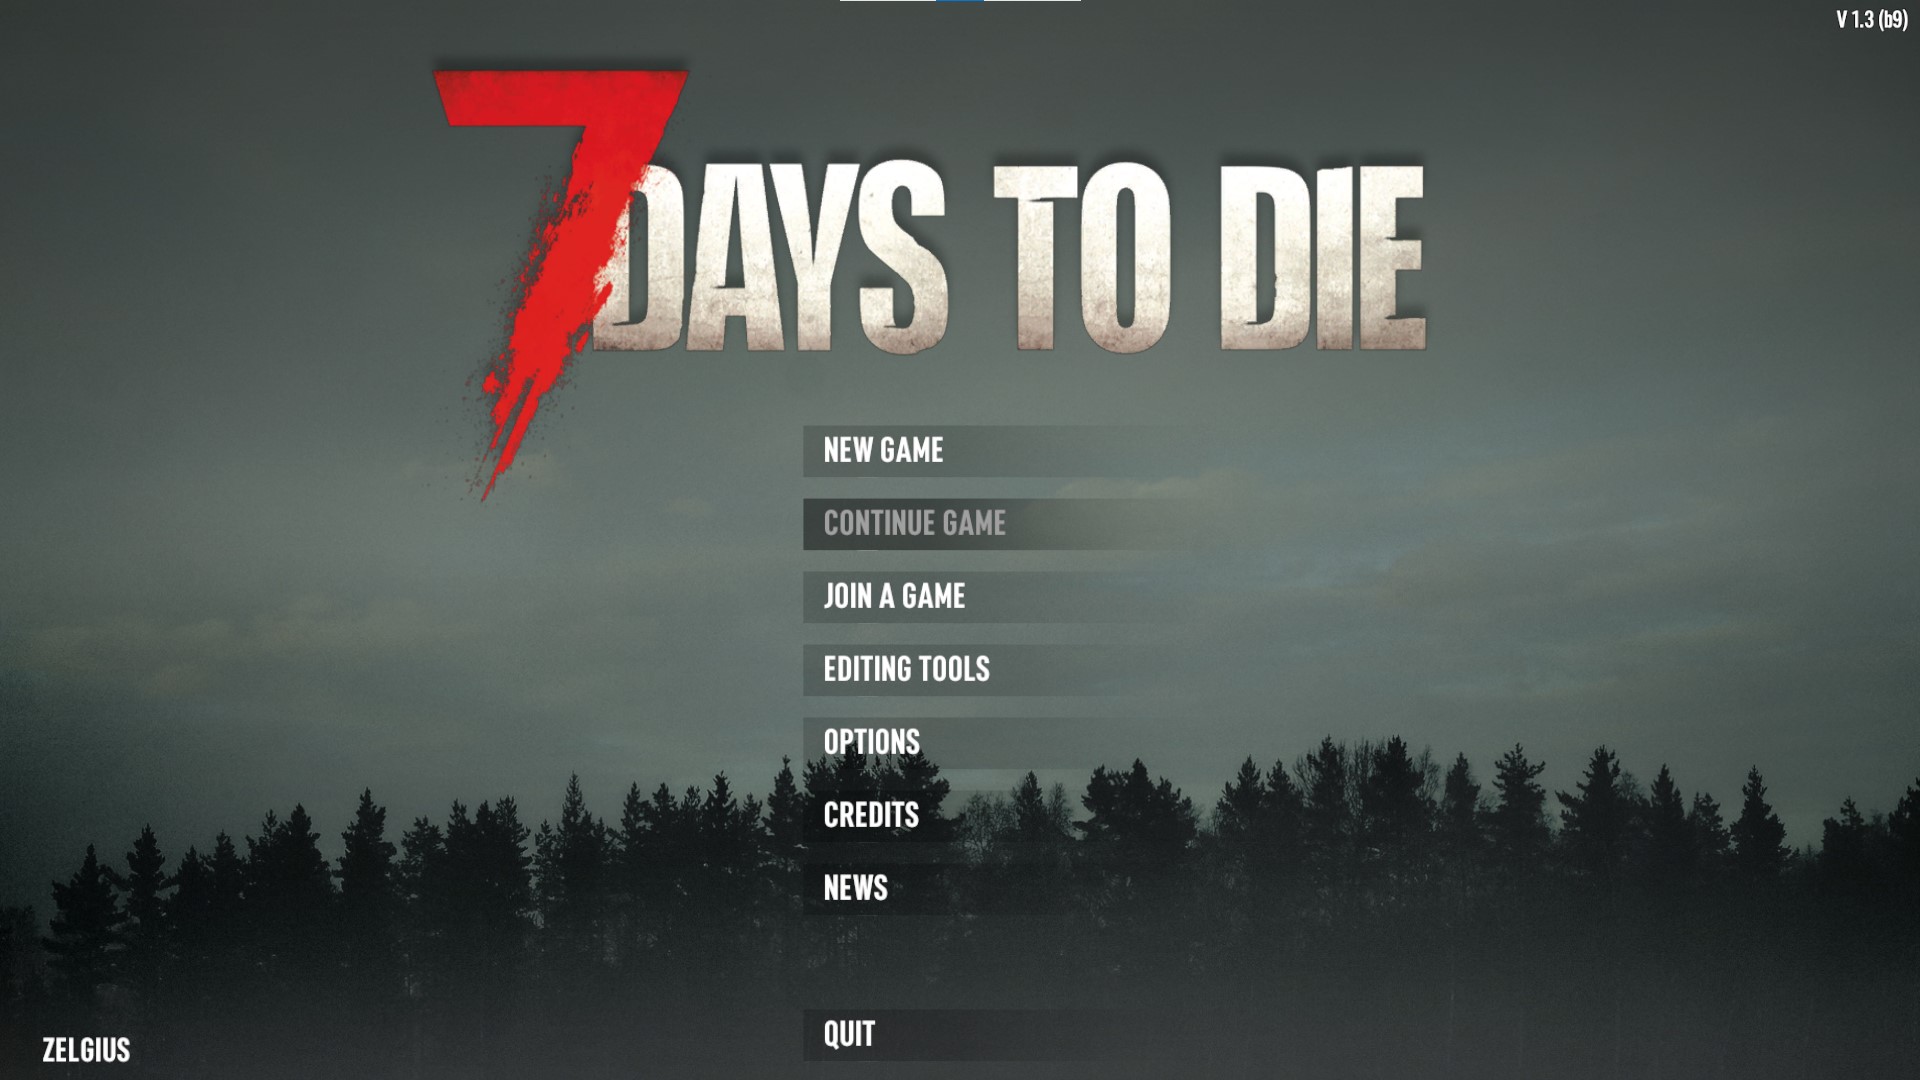 V 1.3 (b9)
7 DAYS TO DIE
NEW GAME
CONTINUE GAME
JOIN A GAME
EDITING TOOLS
OPTIONS
CREDITS
NEWS
QUIT
ZELGIUS